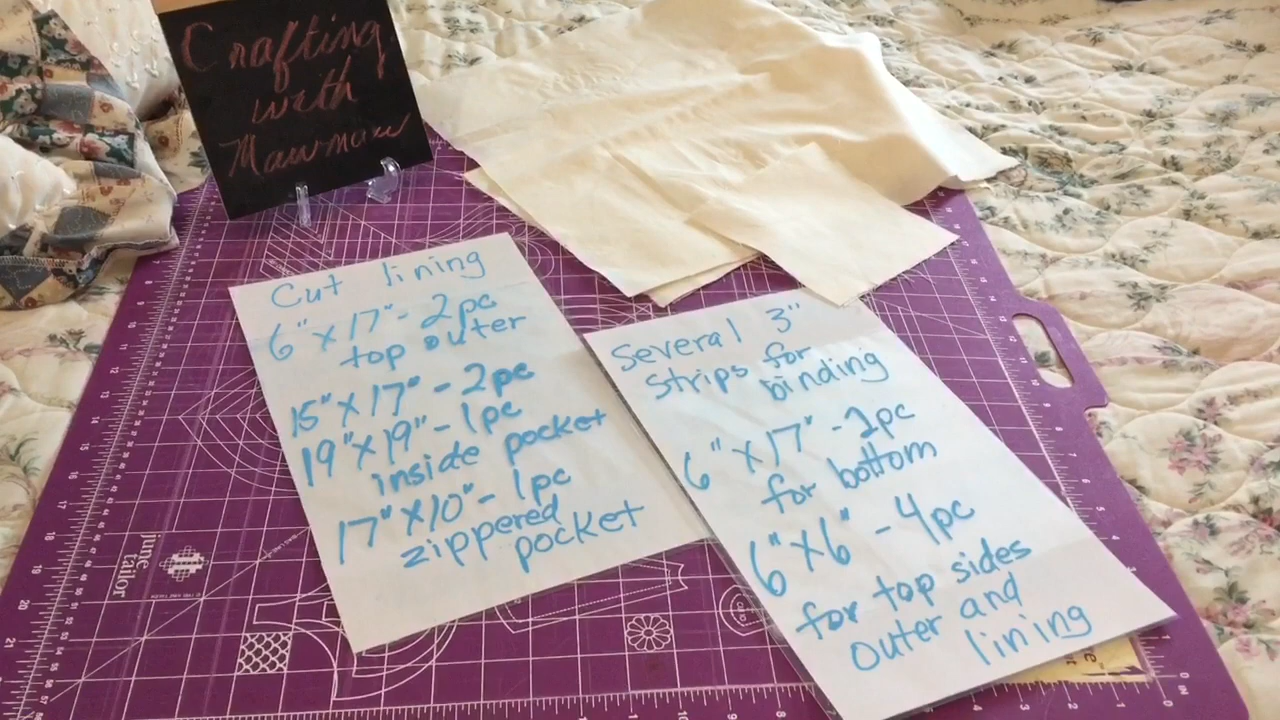 Crafting
with
Mawmaw
Cut lining
6"x17"- 2pc
top outer
15"x17" - 2pc
19"x19" - 1pc
inside pocket
17"x10"- 1pc
zippered
pocket
Several 3"
strips for
binding
6"x17" - 2pc
for bottom
6"x6" - 4pc
for top sides
outer and
lining
june
tailor